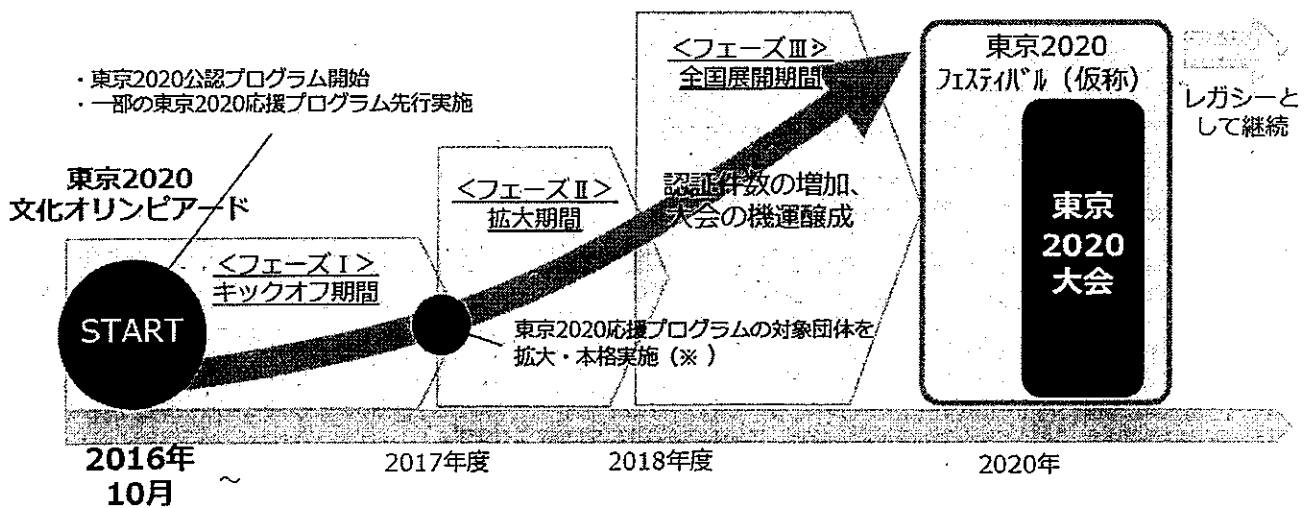 ・東京2020公認プログラム開始
・一部の東京2020応援プログラム先行実施
東京2020
文化オリンピアード
START
<フェーズⅠ>
キックオフ期間
<フェーズⅡ>
拡大期間
<フェーズⅢ>
全国展開期間
認証件数の増加、
大会の機運醸成
東京2020応援プログラムの対象団体を
拡大・本格実施(※)
東京2020
フェスティバル(仮称)
東京
2020
大会
レガシーと
して継続
2016年
10月
~
2017年度
2018年度
2020年